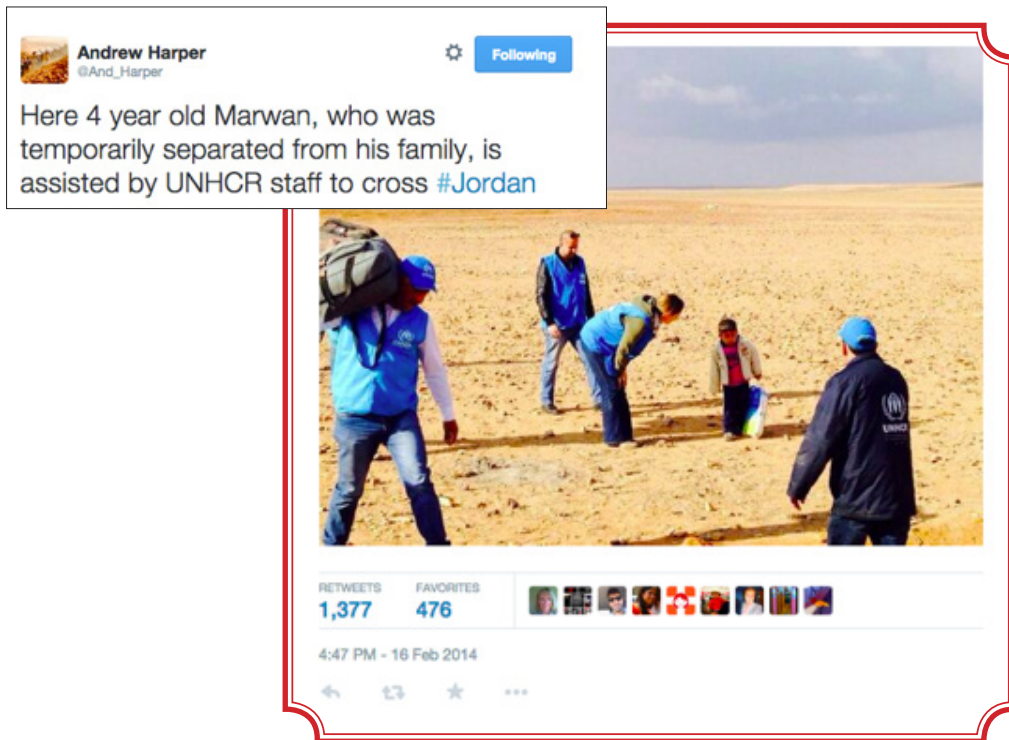 Andrew Harper
@And_Harper
Following
Here 4 year old Marwan, who was
temporarily separated from his family, is
assisted by UNHCR staff to cross #Jordan
UNHCR
RETWEETS
FAVORITES
1,377
476
4:47 PM - 16 Feb 2014